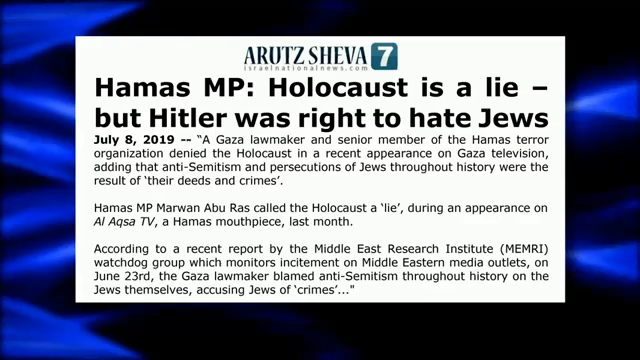 ARUTZ SHEVA 7
israelnationalnews.com
Hamas MP: Holocaust is a lie –
but Hitler was right to hate Jews
July 8, 2019 -- “A Gaza lawmaker and senior member of the Hamas terror
organization denied the Holocaust in a recent appearance on Gaza television,
adding that anti-Semitism and persecutions of Jews throughout history were the
result of ‘their deeds and crimes’.
Hamas MP Marwan Abu Ras called the Holocaust a ‘lie’, during an appearance on
Al Aqsa TV, a Hamas mouthpiece, last month.
According to a recent report by the Middle East Research Institute (MEMRI)
watchdog group which monitors incitement on Middle Eastern media outlets, on
June 23rd, the Gaza lawmaker blamed anti-Semitism throughout history on the
Jews themselves, accusing Jews of ‘crimes’..."